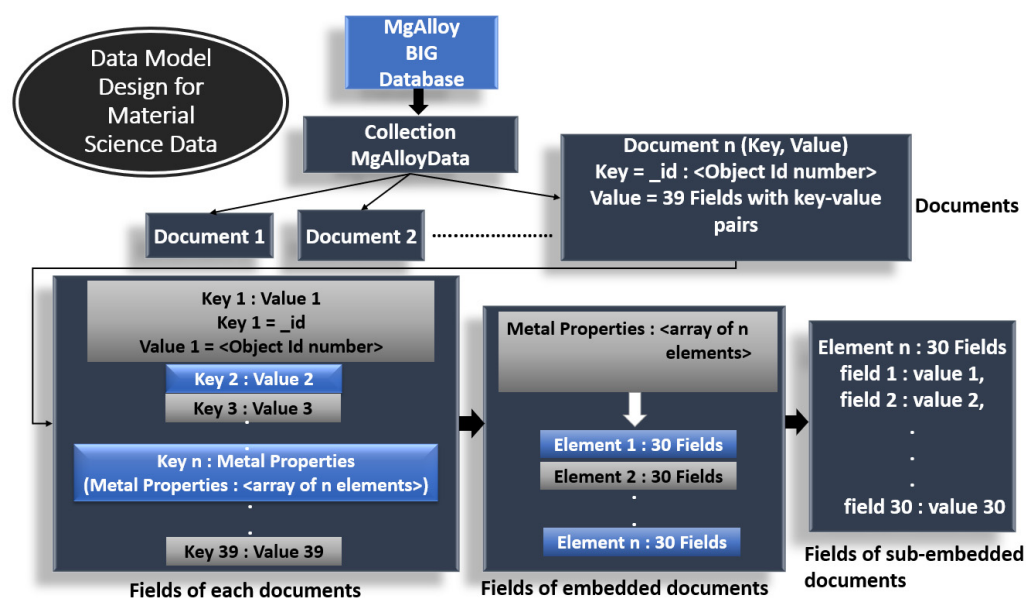 Data Model
Design for
Material
Science Data
MgAlloy
BIG
Database
Collection
MgAlloyData
Document 1
Document 2
Document n (Key, Value)
Key = _id : <Object Id number>
Value = 39 Fields with key-value
pairs
Documents
Key 1 : Value 1
Key 1 = _id
Value 1 = <Object Id number>
Key 2 : Value 2
Key 3 : Value 3
Key n : Metal Properties
(Metal Properties : <array of n elements>)
Key 39 : Value 39
Fields of each documents
Metal Properties : <array of n
elements>
Element 1 : 30 Fields
Element 2 : 30 Fields
Element n : 30 Fields
Fields of embedded documents
Element n : 30 Fields
field 1 : value 1,
field 2 : value 2,
field 30 : value 30
Fields of sub-embedded
documents